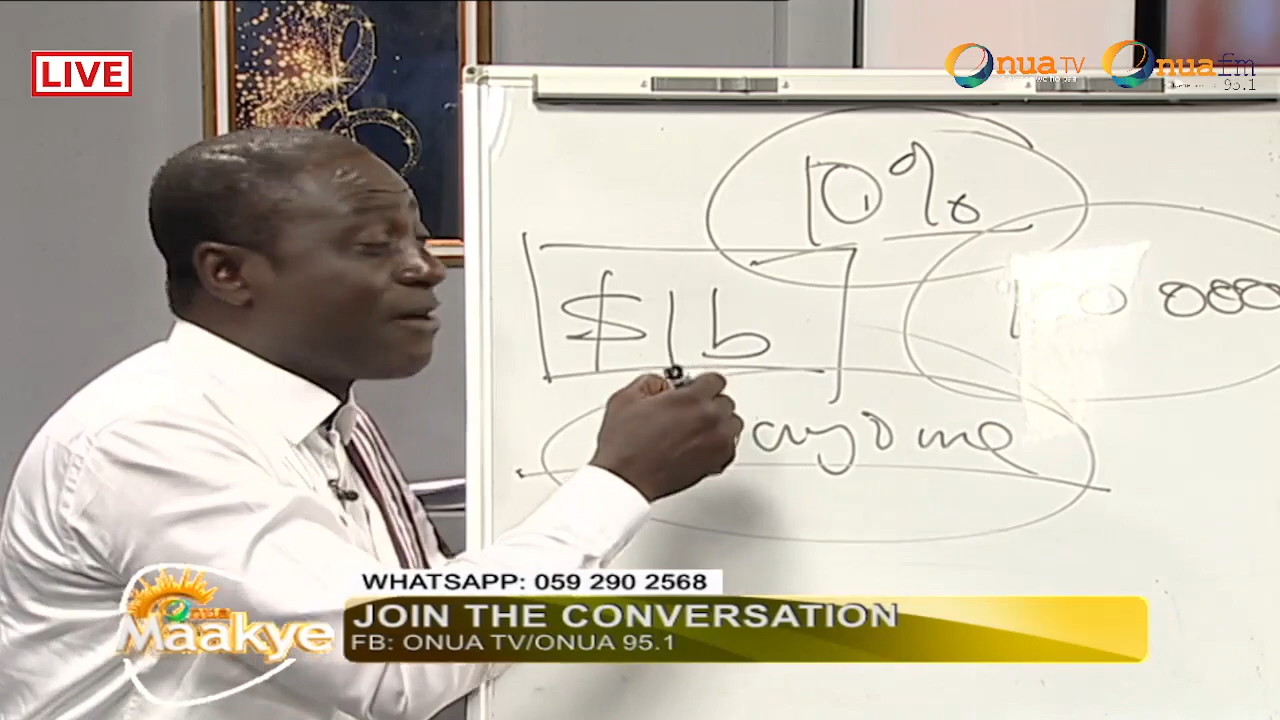 LIVE
Onua TV
Onua fm
95.1
10%
$1b
WHATSAPP: 059 290 2568
JOIN THE CONVERSATION
FB: ONUA TV/ONUA 95.1
Onua
Maakye